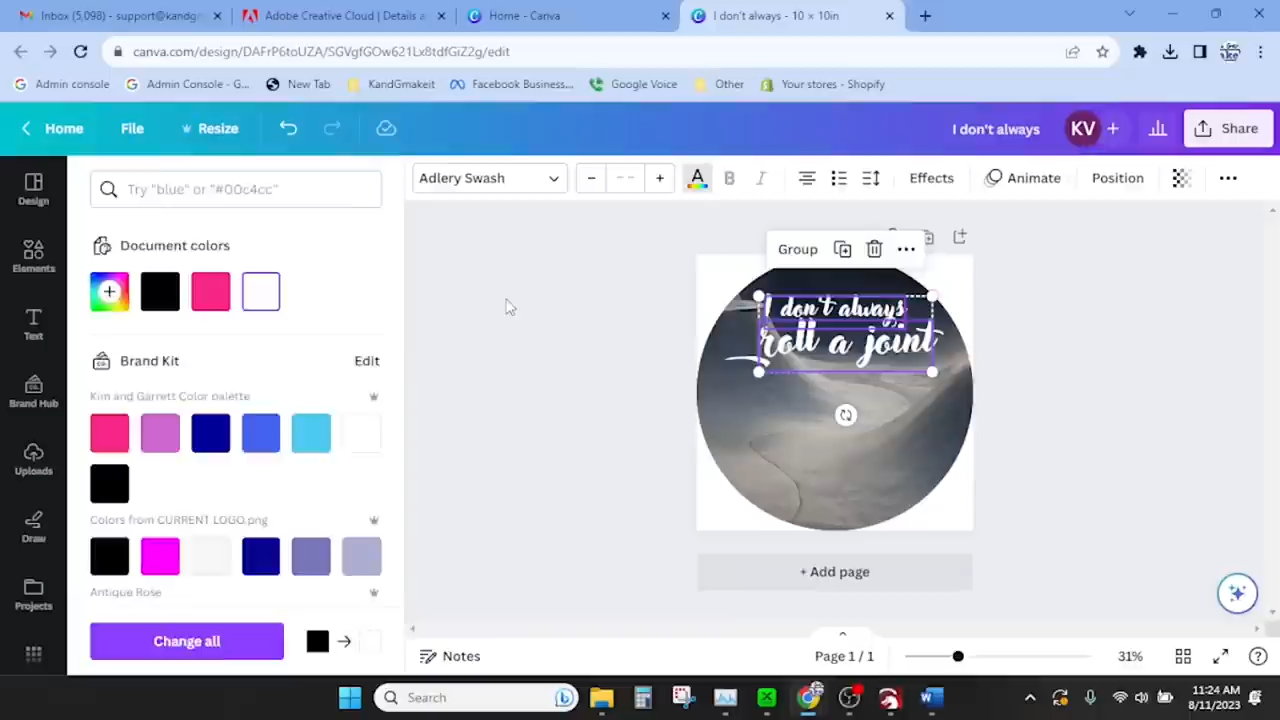 Inbox (5,098) - support@kandgr
Adobe Creative Cloud | Details a
Home - Canva
I don't always - 10 × 10in
canva.com/design/DAFrP6toUZA/SGVgfGOw621Lx8tdfGiZ2g/edit
Admin console
Admin Console - G...
New Tab
KandGmakeit
Facebook Business...
Google Voice
Other
Your stores - Shopify
Home
File
Resize
I don't always
KV
Share
Design
Elements
Text
Brand Hub
Uploads
Draw
Projects
Try "blue" or "#00c4cc"
Document colors
Brand Kit
Edit
Kim and Garrett Color palette
Colors from CURRENT LOGO.png
Antique Rose
Change all
Adlery Swash
A
B
I
Effects
Animate
Position
Group
I don't always
roll a joint
+ Add page
Notes
Page 1 / 1
31%
Search
11:24 AM
8/11/2023